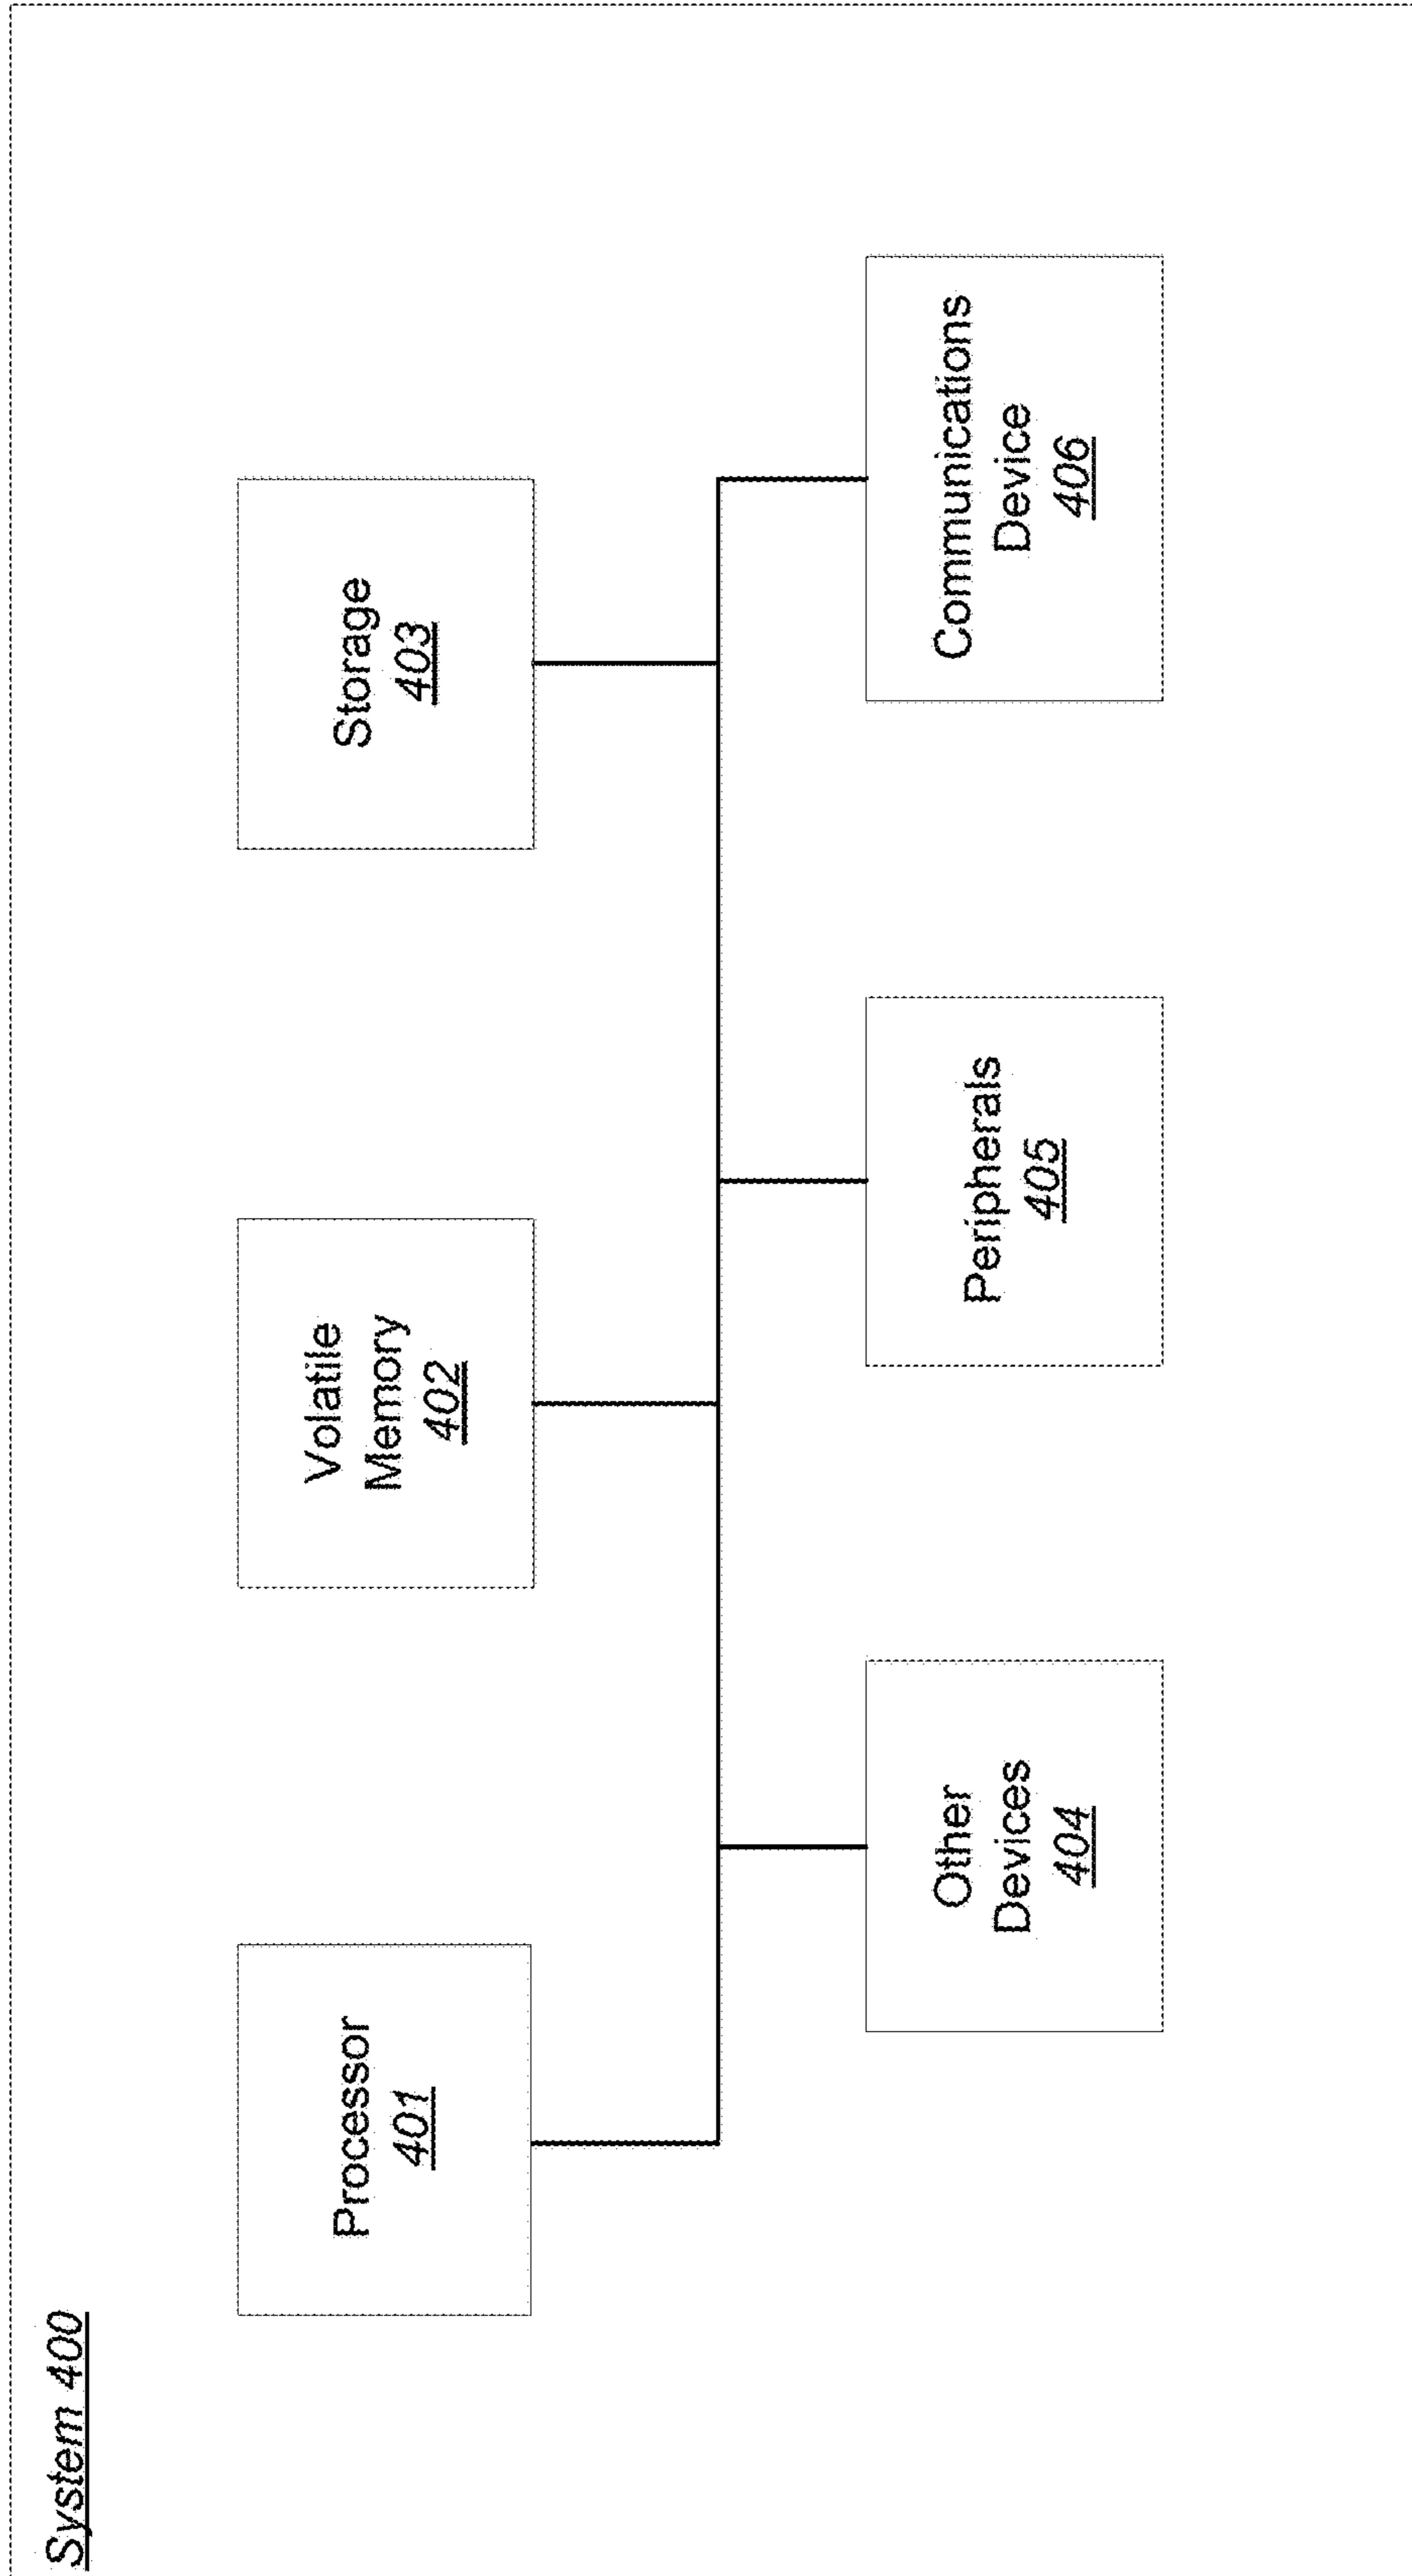 System 400
Processor
401
Volatile
Memory
402
Storage
403
Other
Devices
404
Peripherals
405
Communications
Device
406